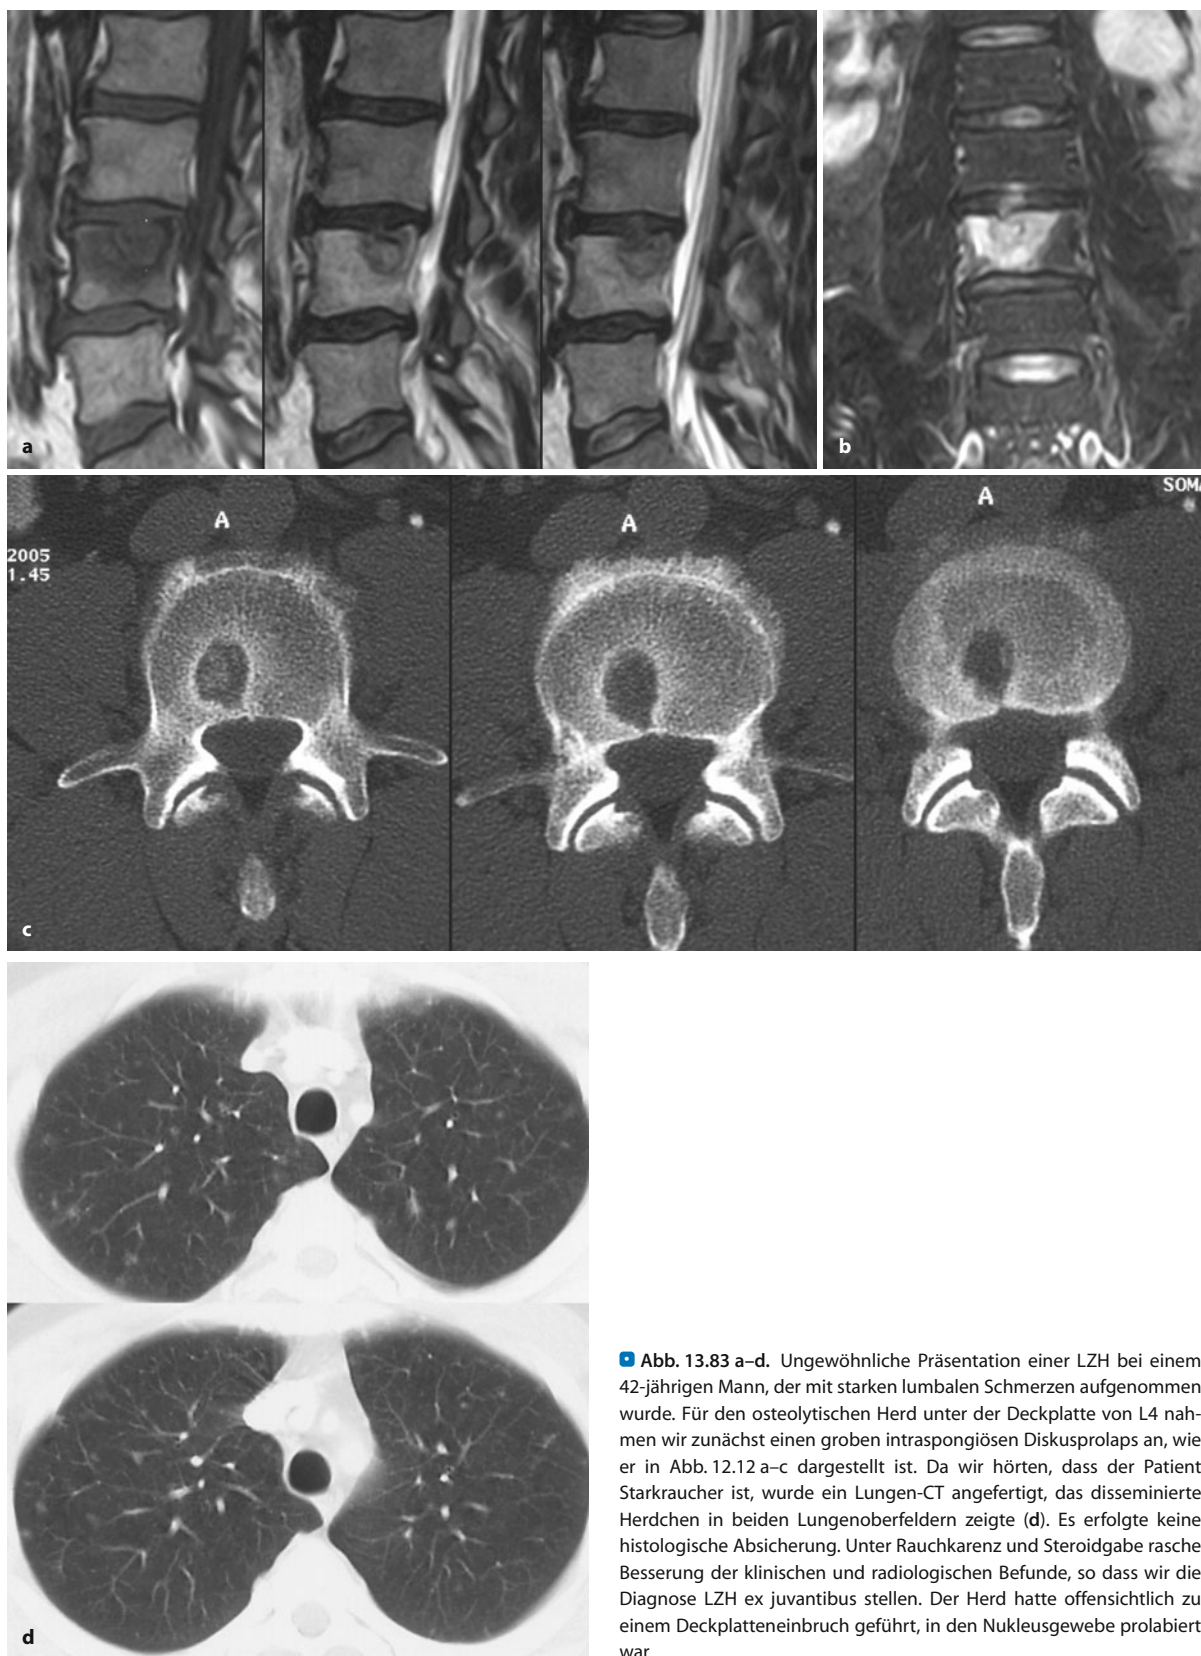 a
b
A
A
A
SOMA
2005
1.45
c
d
Abb. 13.83 a–d. Ungewöhnliche Präsentation einer LZH bei einem
42-jährigen Mann, der mit starken lumbalen Schmerzen aufgenommen
wurde. Für den osteolytischen Herd unter der Deckplatte von L4 nah-
men wir zunächst einen groben intraspongiösen Diskusprolaps an, wie
er in Abb. 12.12 a–c dargestellt ist. Da wir hörten, dass der Patient
Starkraucher ist, wurde ein Lungen-CT angefertigt, das disseminierte
Herdchen in beiden Lungenoberfeldern zeigte (d). Es erfolgte keine
histologische Absicherung. Unter Rauchkarenz und Steroidgabe rasche
Besserung der klinischen und radiologischen Befunde, so dass wir die
Diagnose LZH ex juvantibus stellen. Der Herd hatte offensichtlich zu
einem Deckplatteneinbruch geführt, in den Nukleusgewebe prolabiert
war